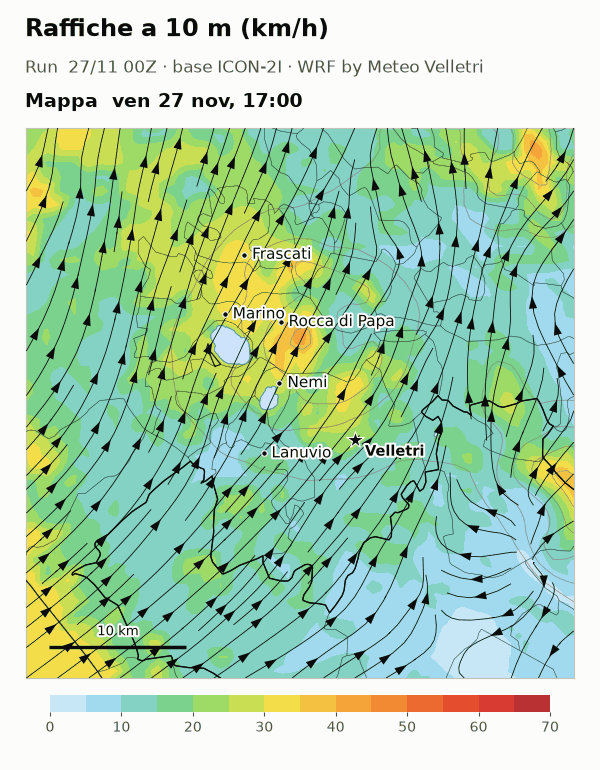 Raffiche a 10 m (km/h)
Run  27/11 00Z · base ICON-2I · WRF by Meteo Velletri
Mappa  ven 27 nov, 17:00
Frascati
Marino
Rocca di Papa
Nemi
Velletri
Lanuvio
10 km
0 10 20 30 40 50 60 70